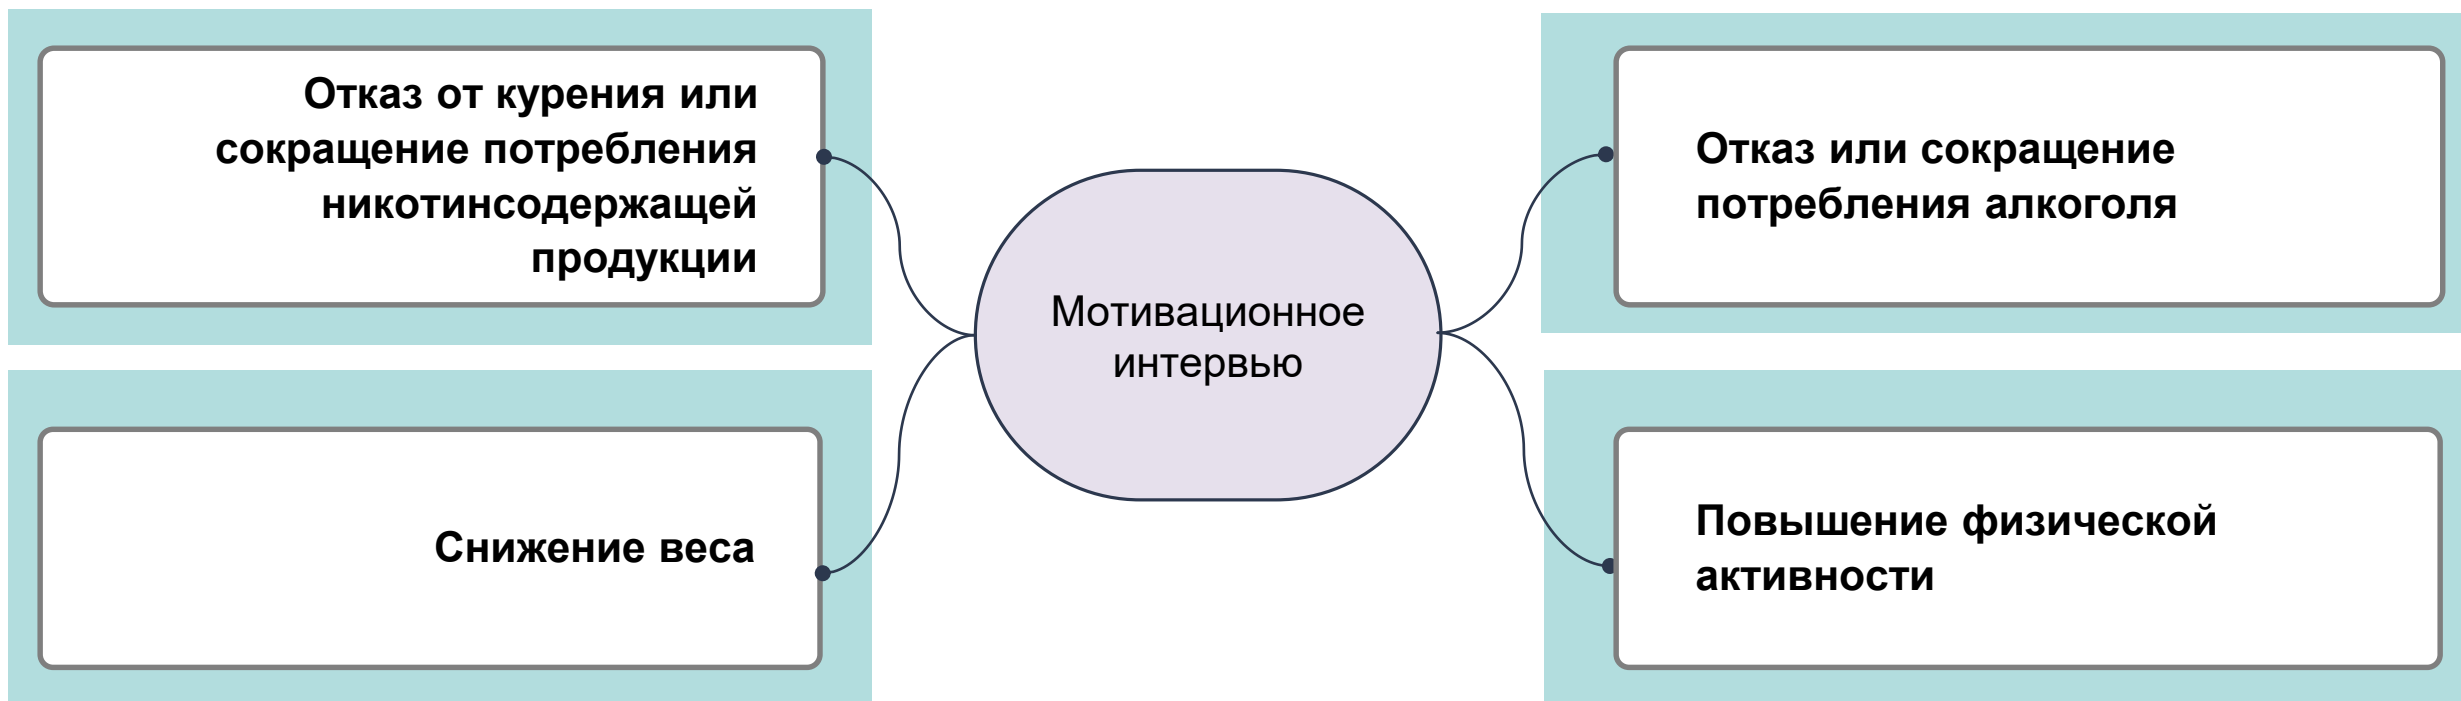 Отказ от курения или
сокращение потребления
никотинсодержащей
продукции
Отказ или сокращение
потребления алкоголя
Мотивационное
интервью
Снижение веса
Повышение физической
активности